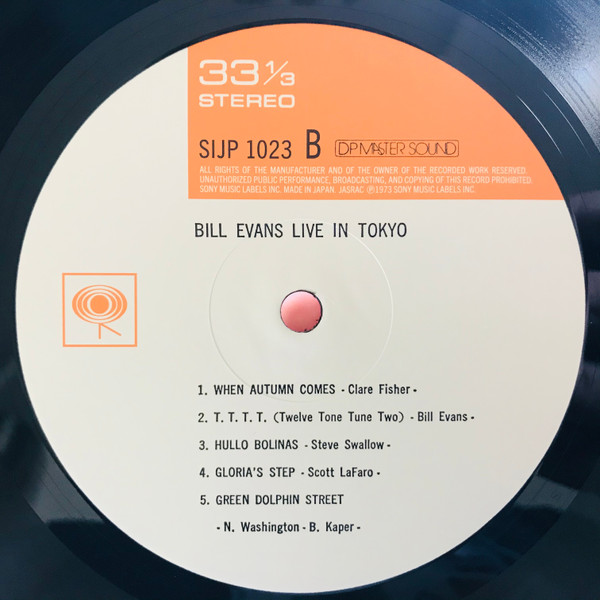 33 1/3
STEREO
SIJP 1023 B DP MASTER SOUND
ALL RIGHTS OF THE MANUFACTURER AND OF THE OWNER OF THE RECORDED WORK RESERVED.
UNAUTHORIZED PUBLIC PERFORMANCE, BROADCASTING, AND COPYING OF THIS RECORD PROHIBITED.
SONY MUSIC LABELS INC. MADE IN JAPAN. JASRAC Ⓟ1973 SONY MUSIC LABELS INC.
BILL EVANS LIVE IN TOKYO
1. WHEN AUTUMN COMES - Clare Fisher -
2. T. T. T. T. (Twelve Tone Tune Two) - Bill Evans -
3. HULLO BOLINAS - Steve Swallow -
4. GLORIA'S STEP - Scott LaFaro -
5. GREEN DOLPHIN STREET
- N. Washington - B. Kaper -